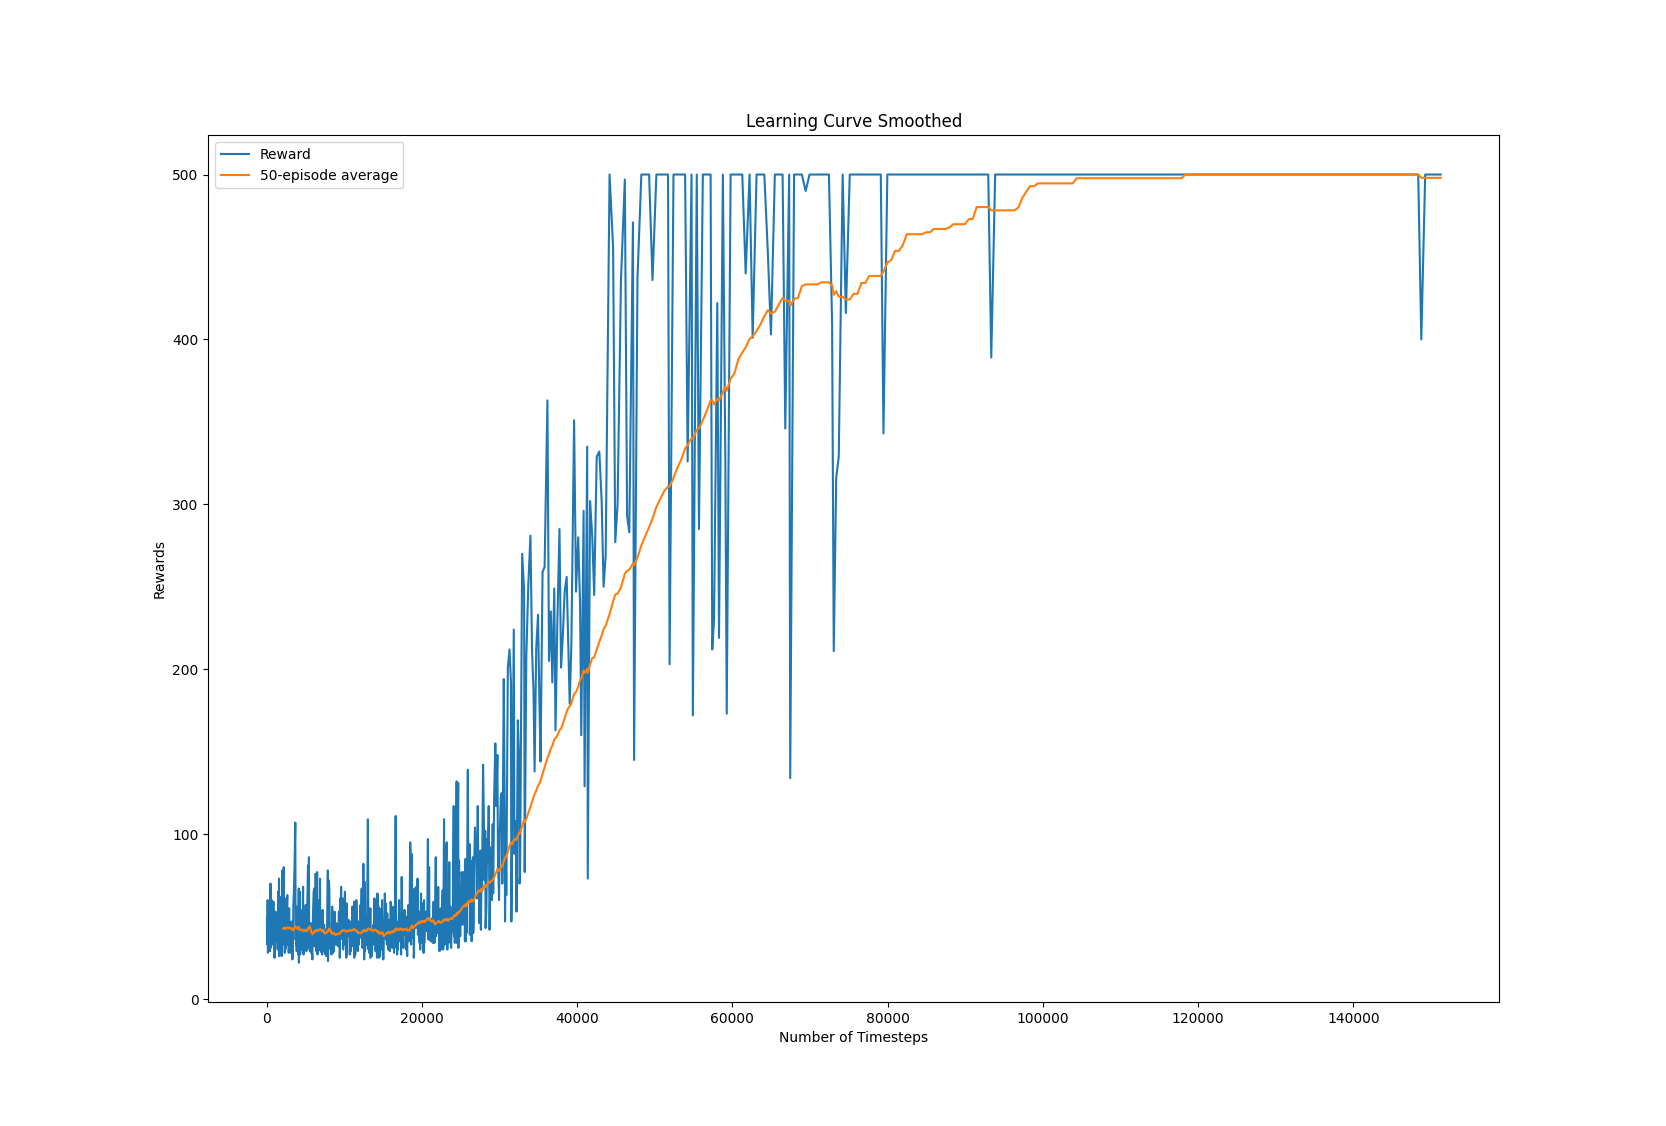 Learning Curve Smoothed
Reward
50-episode average
500
400
300
200
100
0
Rewards
0 20000 40000 60000 80000 100000 120000 140000
Number of Timesteps